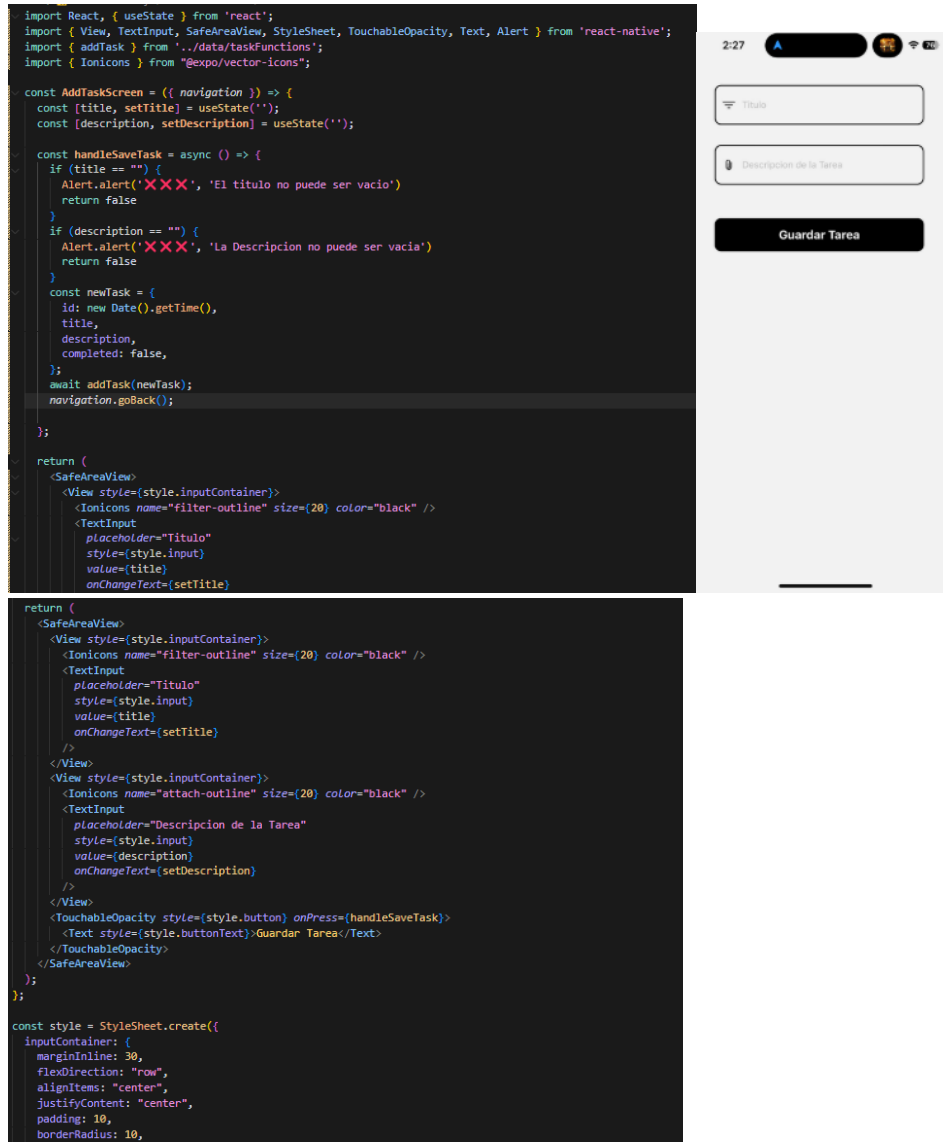 import React, { useState } from 'react';
import { View, TextInput, SafeAreaView, StyleSheet, TouchableOpacity, Text, Alert } from 'react-native';
import { addTask } from '../data/taskFunctions';
import { Ionicons } from "@expo/vector-icons";
const AddTaskScreen = ({ navigation }) => {
const [title, setTitle] = useState('');
const [description, setDescription] = useState('');
const handleSaveTask = async () => {
if (title == "") {
Alert.alert('❌❌❌', 'El titulo no puede ser vacio')
return false
}
if (description == "") {
Alert.alert('❌❌❌', 'La Descripcion no puede ser vacia')
return false
}
const newTask = {
id: new Date().getTime(),
title,
description,
completed: false,
};
await addTask(newTask);
navigation.goBack();
};
return (
<SafeAreaView>
<View style={style.inputContainer}>
<Ionicons name="filter-outline" size={20} color="black" />
<TextInput
placeholder="Titulo"
style={style.input}
value={title}
onChangeText={setTitle}
2:27
76
Titulo
Descripcion de la Tarea
Guardar Tarea
return (
<SafeAreaView>
<View style={style.inputContainer}>
<Ionicons name="filter-outline" size={20} color="black" />
<TextInput
placeholder="Titulo"
style={style.input}
value={title}
onChangeText={setTitle}
/>
</View>
<View style={style.inputContainer}>
<Ionicons name="attach-outline" size={20} color="black" />
<TextInput
placeholder="Descripcion de la Tarea"
style={style.input}
value={description}
onChangeText={setDescription}
/>
</View>
<TouchableOpacity style={style.button} onPress={handleSaveTask}>
<Text style={style.buttonText}>Guardar Tarea</Text>
</TouchableOpacity>
</SafeAreaView>
);
};
const style = StyleSheet.create({
inputContainer: {
marginInline: 30,
flexDirection: "row",
alignItems: "center",
justifyContent: "center",
padding: 10,
borderRadius: 10,